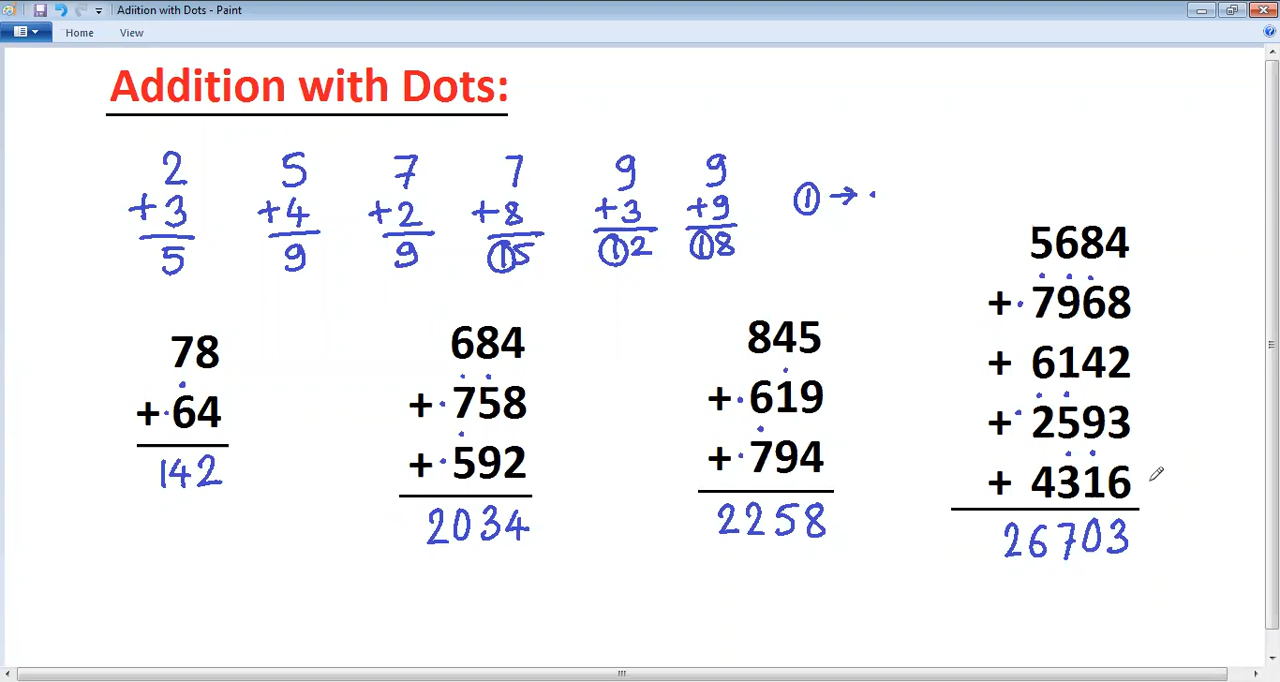 Addiition with Dots - Paint
Home View
Addition with Dots:
2 5 7 7 9 9
+3 +4 +2 +8 +3 +9 1 → .
5 9 9 15 12 18
78
+ 64
142
684
+ 758
+ 592
2034
845
+ 619
+ 794
2258
5684
+ 7968
+ 6142
+ 2593
+ 4316
26703